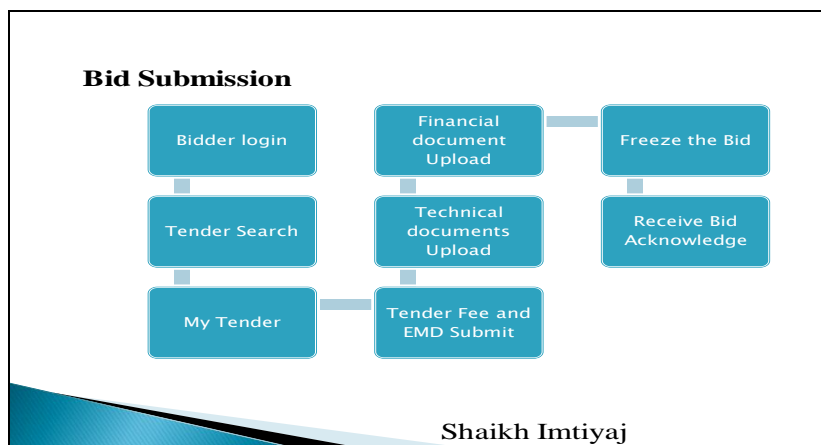 Bid Submission
Bidder login
Tender Search
My Tender
Tender Fee and
EMD Submit
Technical
documents
Upload
Financial
document
Upload
Freeze the Bid
Receive Bid
Acknowledge
Shaikh Imtiyaj